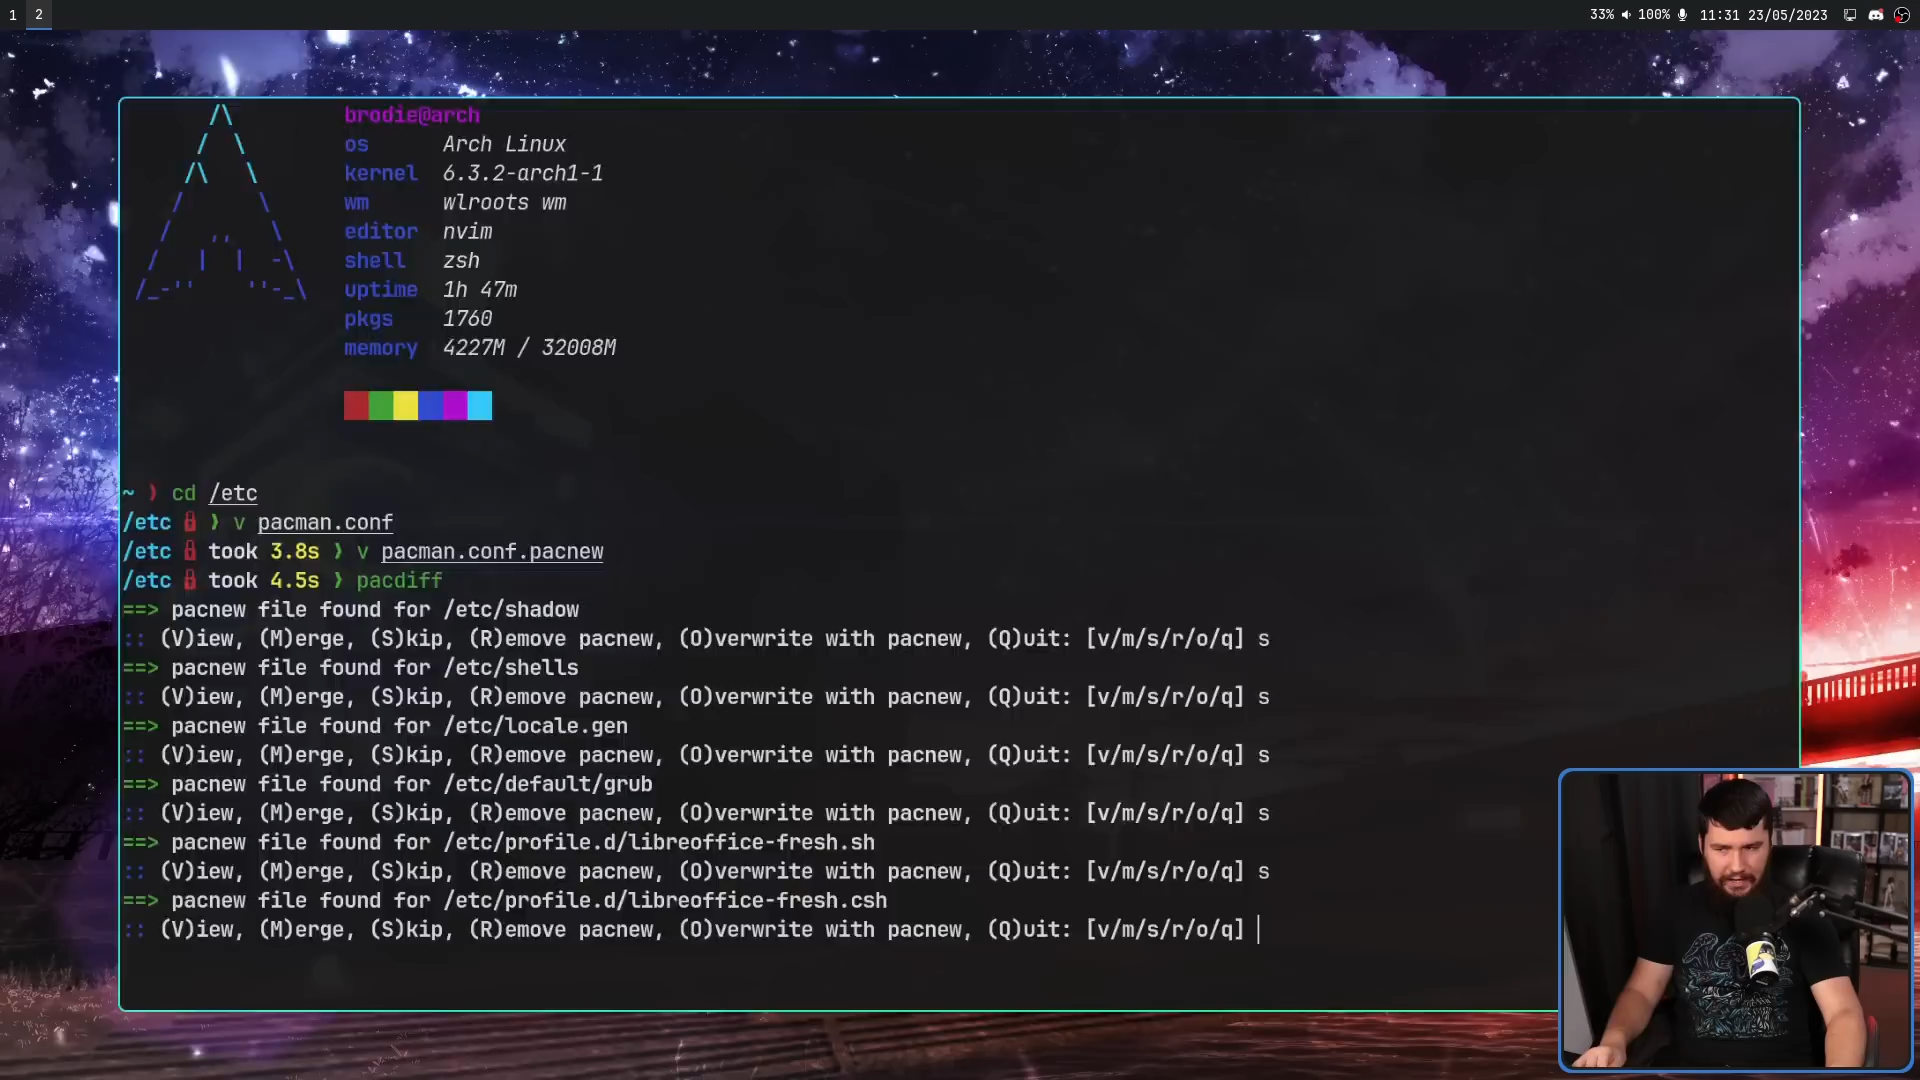 1 2 33% 100% 11:31 23/05/2023
brodie@arch
os Arch Linux
kernel 6.3.2-arch1-1
wm wlroots wm
editor nvim
shell zsh
uptime 1h 47m
pkgs 1760
memory 4227M / 32008M
~ ❯ cd /etc
/etc ❯ v pacman.conf
/etc took 3.8s ❯ v pacman.conf.pacnew
/etc took 4.5s ❯ pacdiff
==> pacnew file found for /etc/shadow
:: (V)iew, (M)erge, (S)kip, (R)emove pacnew, (O)verwrite with pacnew, (Q)uit: [v/m/s/r/o/q] s
==> pacnew file found for /etc/shells
:: (V)iew, (M)erge, (S)kip, (R)emove pacnew, (O)verwrite with pacnew, (Q)uit: [v/m/s/r/o/q] s
==> pacnew file found for /etc/locale.gen
:: (V)iew, (M)erge, (S)kip, (R)emove pacnew, (O)verwrite with pacnew, (Q)uit: [v/m/s/r/o/q] s
==> pacnew file found for /etc/default/grub
:: (V)iew, (M)erge, (S)kip, (R)emove pacnew, (O)verwrite with pacnew, (Q)uit: [v/m/s/r/o/q] s
==> pacnew file found for /etc/profile.d/libreoffice-fresh.sh
:: (V)iew, (M)erge, (S)kip, (R)emove pacnew, (O)verwrite with pacnew, (Q)uit: [v/m/s/r/o/q] s
==> pacnew file found for /etc/profile.d/libreoffice-fresh.csh
:: (V)iew, (M)erge, (S)kip, (R)emove pacnew, (O)verwrite with pacnew, (Q)uit: [v/m/s/r/o/q]